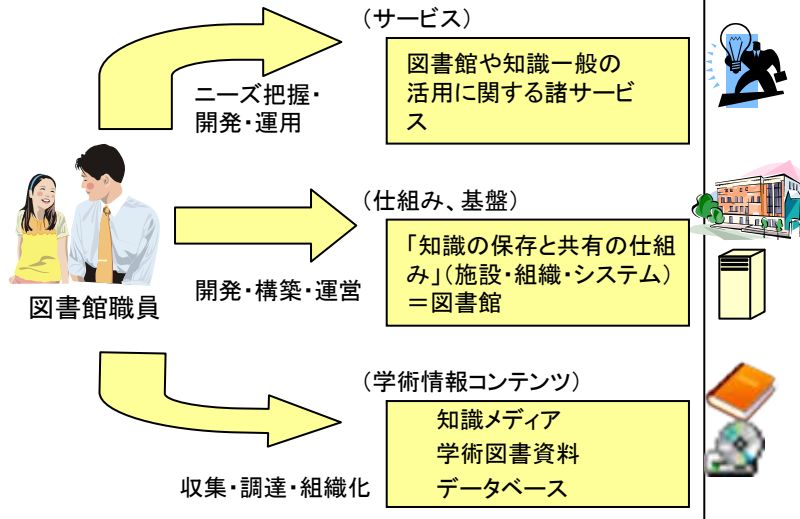 （サービス）
図書館や知識一般の
活用に関する諸サービ
ス
ニーズ把握・
開発・運用
（仕組み、基盤）
「知識の保存と共有の仕組
み」（施設・組織・システム）
＝図書館
開発・構築・運営
図書館職員
（学術情報コンテンツ）
知識メディア
学術図書資料
データベース
収集・調達・組織化